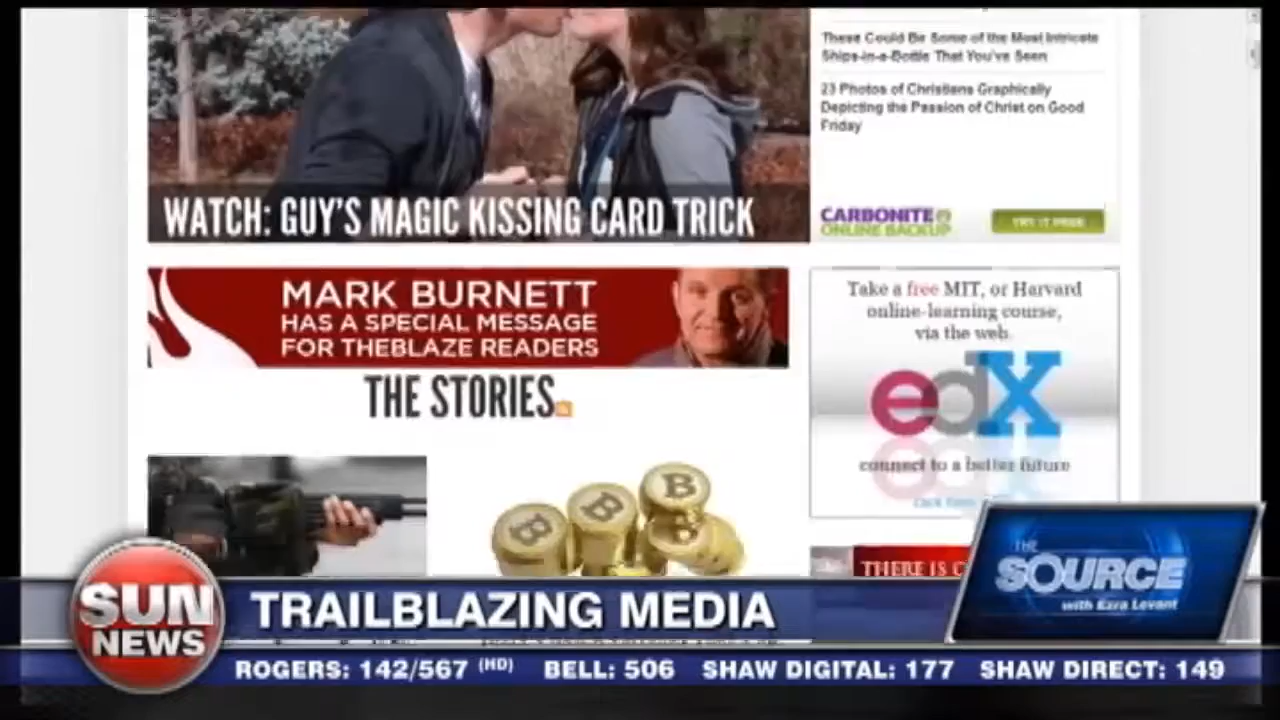 These Could Be Some of the Most Intricate
Ships-in-a-Bottle That You've Seen
23 Photos of Christians Graphically
Depicting the Passion of Christ on Good
Friday
WATCH: GUY'S MAGIC KISSING CARD TRICK
CARBONITE
ONLINE BACKUP
TRY IT FREE
MARK BURNETT
HAS A SPECIAL MESSAGE
FOR THEBLAZE READERS
Take a free MIT, or Harvard
online-learning course,
via the web.
edX
connect to a better future
THE STORIES
B
B
B
THERE IS C
THE
SOURCE
with Ezra Levant
SUN
NEWS
TRAILBLAZING MEDIA
ROGERS: 142/567 (HD) BELL: 506 SHAW DIGITAL: 177 SHAW DIRECT: 149